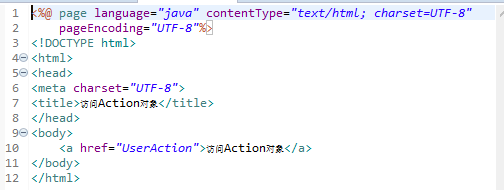 1 <%@ page language="java" contentType="text/html; charset=UTF-8"
2     pageEncoding="UTF-8"%>
3 <!DOCTYPE html>
4 <html>
5 <head>
6 <meta charset="UTF-8">
7 <title>访问Action对象</title>
8 </head>
9 <body>
10     <a href="UserAction">访问Action对象</a>
11 </body>
12 </html>